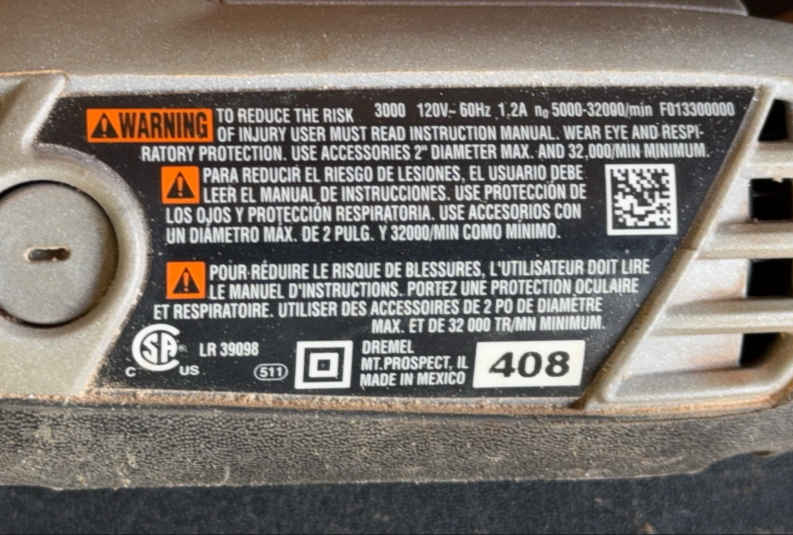 WARNING TO REDUCE THE RISK 3000 120V~ 60Hz 1,2A n₀ 5000-32000/min F013300000
OF INJURY USER MUST READ INSTRUCTION MANUAL. WEAR EYE AND RESPI-
RATORY PROTECTION. USE ACCESSORIES 2" DIAMETER MAX. AND 32,000/MIN MINIMUM.
PARA REDUCIR EL RIESGO DE LESIONES, EL USUARIO DEBE
LEER EL MANUAL DE INSTRUCCIONES. USE PROTECCIÓN DE
LOS OJOS Y PROTECCIÓN RESPIRATORIA. USE ACCESORIOS CON
UN DIÁMETRO MÁX. DE 2 PULG. Y 32000/MIN COMO MÍNIMO.
POUR RÉDUIRE LE RISQUE DE BLESSURES, L'UTILISATEUR DOIT LIRE
LE MANUEL D'INSTRUCTIONS. PORTEZ UNE PROTECTION OCULAIRE
ET RESPIRATOIRE. UTILISER DES ACCESSOIRES DE 2 PO DE DIAMÈTRE
MAX. ET DE 32 000 TR/MN MINIMUM.
C SA US
LR 39098
511
DREMEL
MT.PROSPECT, IL
MADE IN MEXICO
408